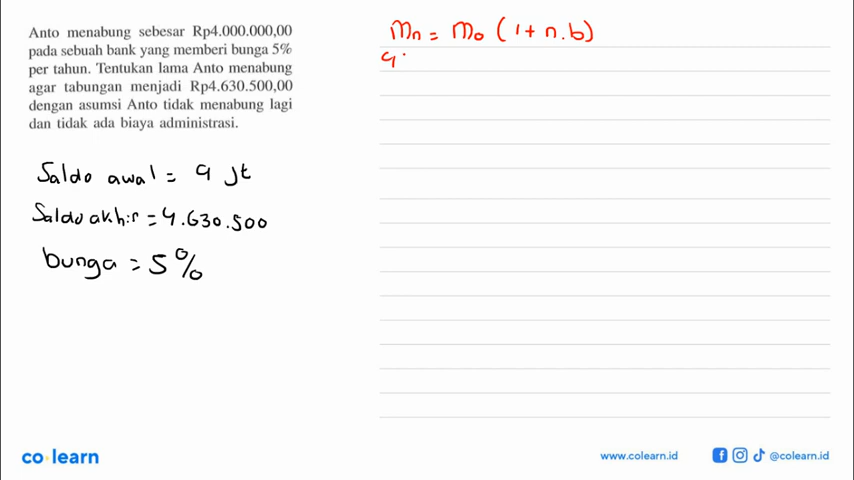 Anto menabung sebesar Rp4.000.000,00
pada sebuah bank yang memberi bunga 5%
per tahun. Tentukan lama Anto menabung
agar tabungan menjadi Rp4.630.500,00
dengan asumsi Anto tidak menabung lagi
dan tidak ada biaya administrasi.
Saldo awal = 4 jt
Saldo akhir = 4.630.500
bunga = 5%
Mn = Mo (1 + n.b)
4.
co learn
www.colearn.id @colearn.id